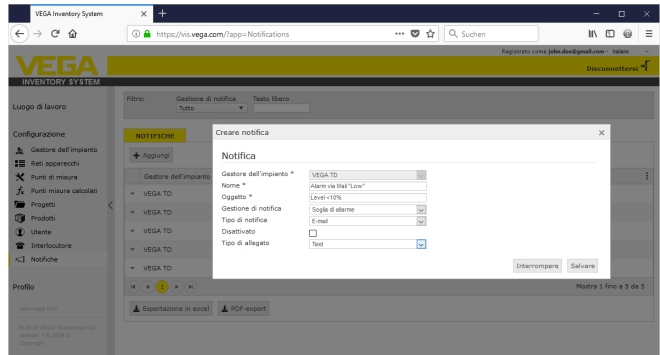 VEGA Inventory System
https://vis.vega.com/?app=Notifications
Suchen
Registrato come john.doe@gmail.com - Italiano
VEGA
INVENTORY SYSTEM
Disconnettersi
Luogo di lavoro
Configurazione
Gestore dell'impianto
Reti apparecchi
Punti di misura
Punti misura calcolati
Progetti
Prodotti
Utente
Interlocutore
Notifiche
Profilo
www.vega.com
Copyright
Filtro:
Gestione di notifica
Testo libero
Tutto
NOTIFICHE
Aggiungi
Gestore dell'impianto
VEGA TD
VEGA TD
VEGA TD
VEGA TD
VEGA TD
1
Mostra 1 fino a 5 da 5
Esportazione in excel
PDF-export
Creare notifica
Notifica
Gestore dell'impianto * VEGA TD
Nome * Alarm via Mail "Low"
Oggetto * Level <10%
Gestione di notifica Soglia di allarme
Tipo di notifica E-mail
Disattivato
Tipo di allegato Text
Interrompere
Salvare